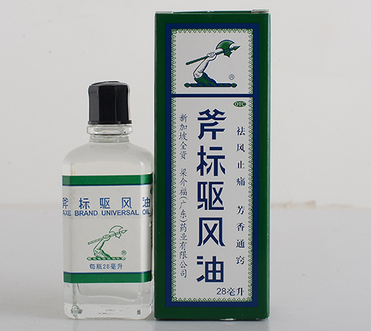 斧标驱风油
AXE BRAND UNIVERSAL OIL
每瓶28毫升
OTC
祛风止痛 芳香通窍
斧标驱风油
新加坡全资 梁介福(广东)药业有限公司
28毫升